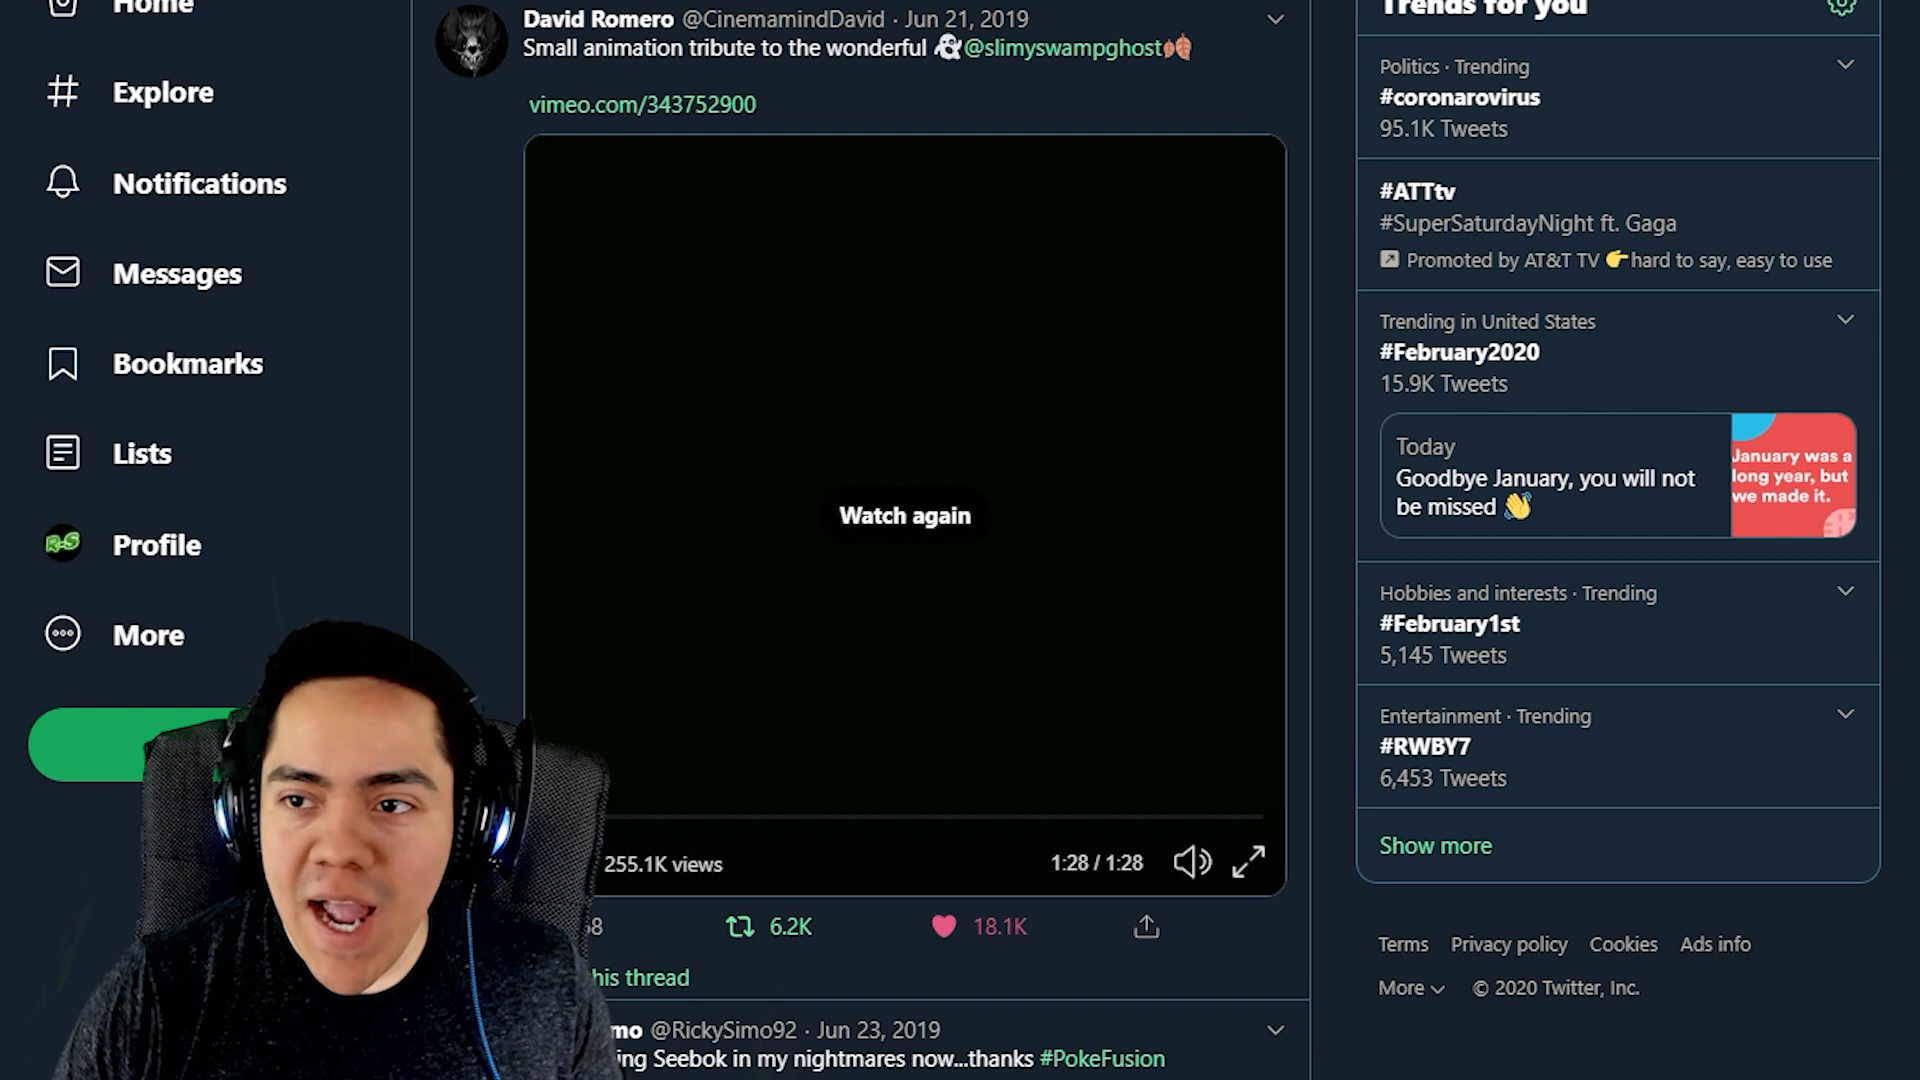 Home
Explore
Notifications
Messages
Bookmarks
Lists
R-S
Profile
More
David Romero @CinemamindDavid · Jun 21, 2019
Small animation tribute to the wonderful 👻@slimyswampghost🍂
vimeo.com/343752900
Watch again
255.1K views
1:28 / 1:28
6.2K
18.1K
his thread
mo @RickySimo92 · Jun 23, 2019
ing Seebok in my nightmares now...thanks #PokeFusion
Trends for you
Politics · Trending
#coronarovirus
95.1K Tweets
#ATTtv
#SuperSaturdayNight ft. Gaga
Promoted by AT&T TV 👉hard to say, easy to use
Trending in United States
#February2020
15.9K Tweets
Today
Goodbye January, you will not
be missed 👋
January was a
long year, but
we made it.
Hobbies and interests · Trending
#February1st
5,145 Tweets
Entertainment · Trending
#RWBY7
6,453 Tweets
Show more
Terms Privacy policy Cookies Ads info
More © 2020 Twitter, Inc.